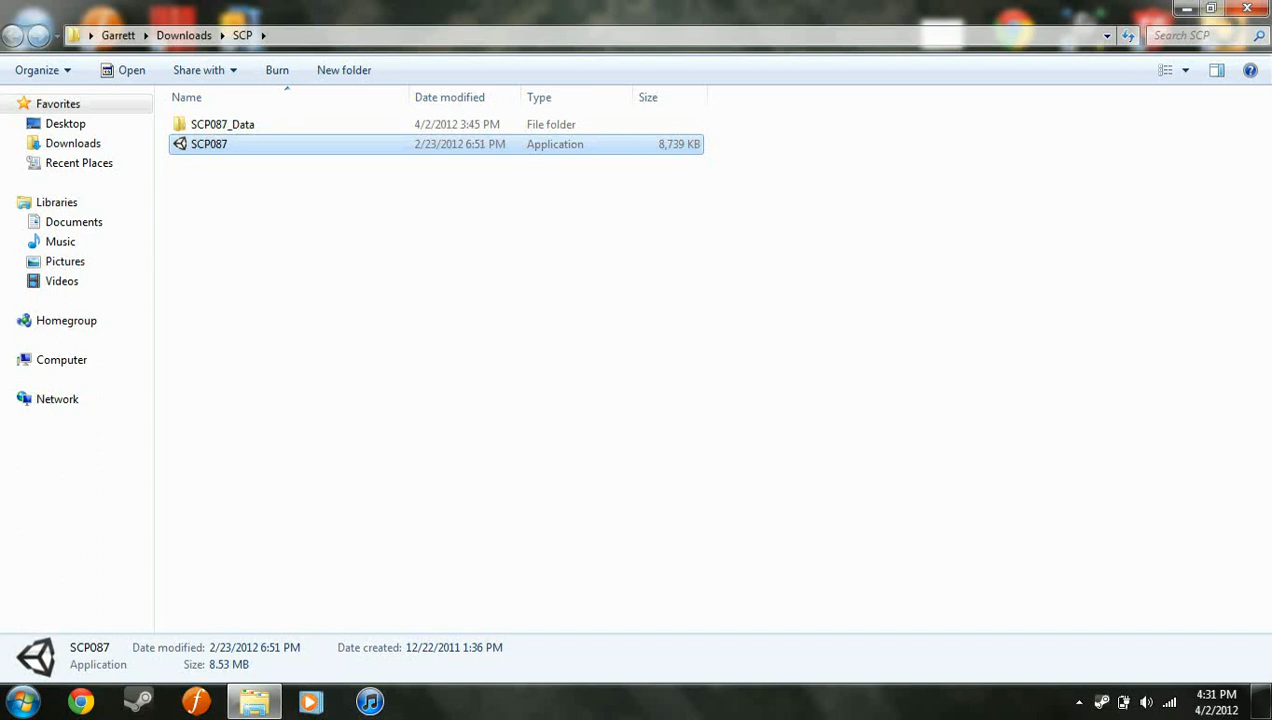 Garrett Downloads SCP
Search SCP
Organize Open Share with Burn New folder
Name Date modified Type Size
Favorites
Desktop
Downloads
Recent Places
Libraries
Documents
Music
Pictures
Videos
Homegroup
Computer
Network
SCP087_Data 4/2/2012 3:45 PM File folder
SCP087 2/23/2012 6:51 PM Application 8,739 KB
SCP087 Date modified: 2/23/2012 6:51 PM Date created: 12/22/2011 1:36 PM
Application Size: 8.53 MB
4:31 PM
4/2/2012